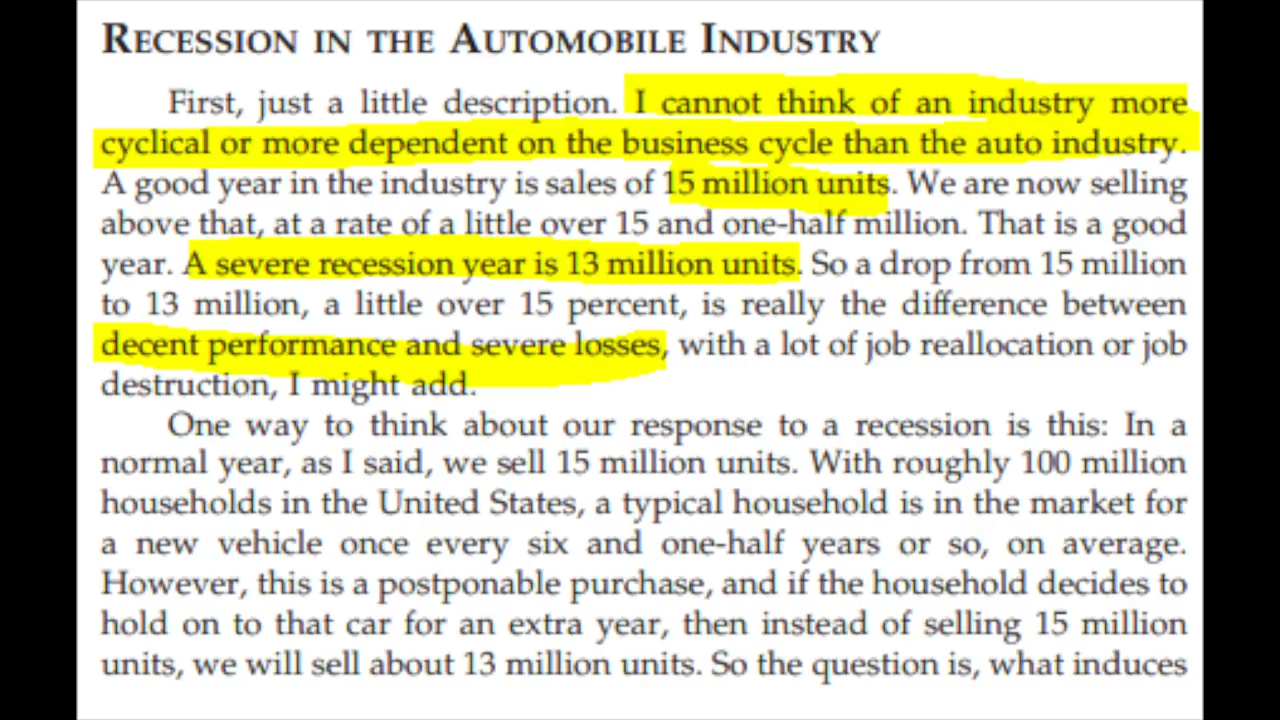 RECESSION IN THE AUTOMOBILE INDUSTRY
First, just a little description. I cannot think of an industry more
cyclical or more dependent on the business cycle than the auto industry.
A good year in the industry is sales of 15 million units. We are now selling
above that, at a rate of a little over 15 and one-half million. That is a good
year. A severe recession year is 13 million units. So a drop from 15 million
to 13 million, a little over 15 percent, is really the difference between
decent performance and severe losses, with a lot of job reallocation or job
destruction, I might add.
One way to think about our response to a recession is this: In a
normal year, as I said, we sell 15 million units. With roughly 100 million
households in the United States, a typical household is in the market for
a new vehicle once every six and one-half years or so, on average.
However, this is a postponable purchase, and if the household decides to
hold on to that car for an extra year, then instead of selling 15 million
units, we will sell about 13 million units. So the question is, what induces